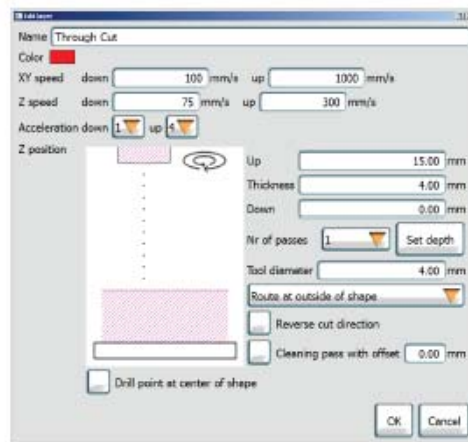 Edit layer
Name Through Cut
Color
XY speed down 100 mm/s up 1000 mm/s
Z speed down 75 mm/s up 300 mm/s
Acceleration down 1 up 4
Z position
Up 15.00 mm
Thickness 4.00 mm
Down 0.00 mm
Nr of passes 1 Set depth
Tool diameter 4.00 mm
Route at outside of shape
Reverse cut direction
Cleaning pass with offset 0.00 mm
Drill point at center of shape
OK Cancel